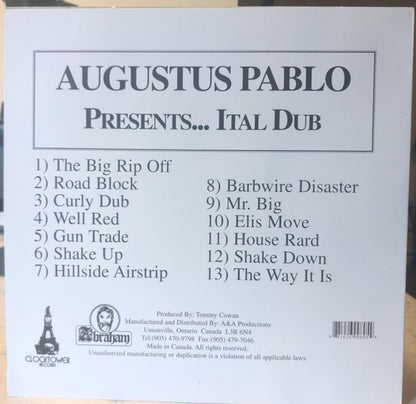 AUGUSTUS PABLO
PRESENTS... ITAL DUB
1) The Big Rip Off
2) Road Block
3) Curly Dub
4) Well Red
5) Gun Trade
6) Shake Up
7) Hillside Airstrip
8) Barbwire Disaster
9) Mr. Big
10) Elis Move
11) House Rard
12) Shake Down
13) The Way It Is
CLOCKTOWER
RECORDS
Abraham
Produced By: Tommy Cowan
Manufactured and Distributed By: A&A Productions
Unionville, Ontario Canada L3R 6N4
Tel:(905) 470-9798 Fax:(905) 479-7046
Made in Canada. All rights reserved.
Unauthorized manufacturing or duplication is a violation of all applicable laws.